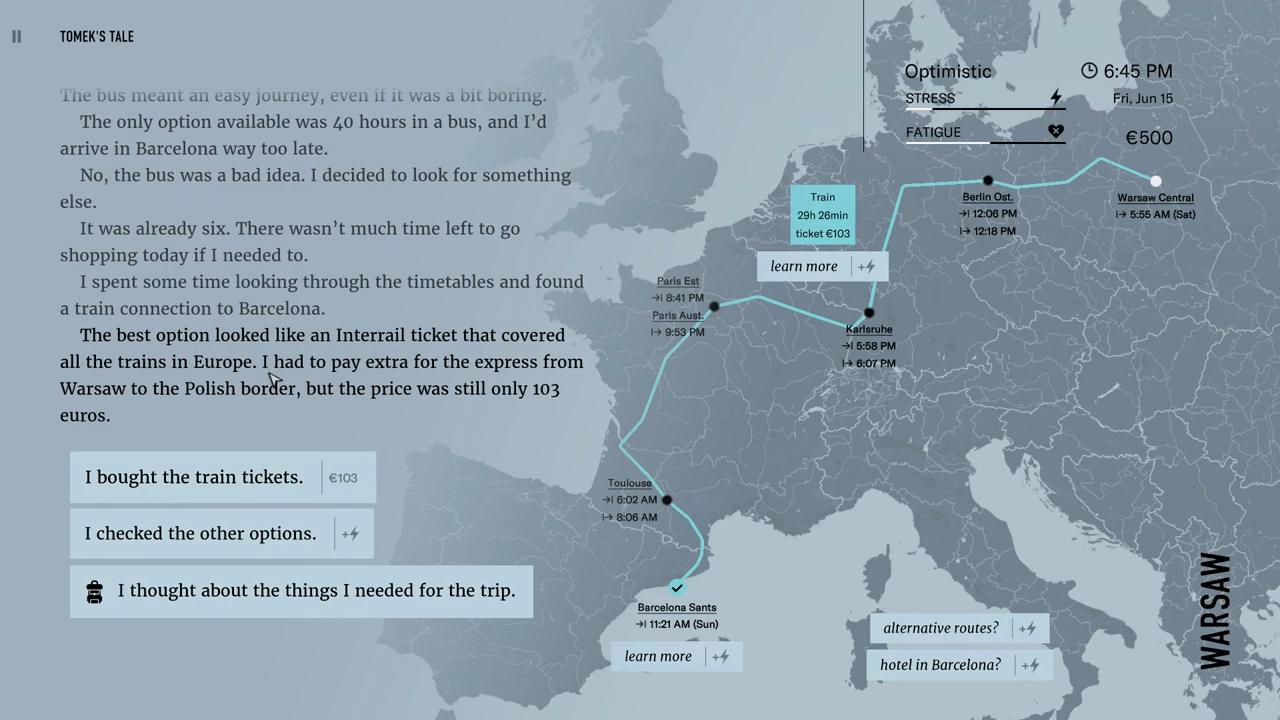 TOMEK'S TALE
The bus meant an easy journey, even if it was a bit boring.
The only option available was 40 hours in a bus, and I'd
arrive in Barcelona way too late.
No, the bus was a bad idea. I decided to look for something
else.
It was already six. There wasn't much time left to go
shopping today if I needed to.
I spent some time looking through the timetables and found
a train connection to Barcelona.
The best option looked like an Interrail ticket that covered
all the trains in Europe. I had to pay extra for the express from
Warsaw to the Polish border, but the price was still only 103
euros.
I bought the train tickets. €103
I checked the other options. +
I thought about the things I needed for the trip.
Optimistic
6:45 PM
STRESS
Fri, Jun 15
FATIGUE
€500
Train
29h 26min
ticket €103
learn more +
Berlin Ost.
12:06 PM
12:18 PM
Warsaw Central
5:55 AM (Sat)
Paris Est
8:41 PM
Paris Aust.
9:53 PM
Karlsruhe
5:58 PM
6:07 PM
Toulouse
6:02 AM
8:06 AM
Barcelona Sants
11:21 AM (Sun)
learn more +
alternative routes? +
hotel in Barcelona? +
WARSAW